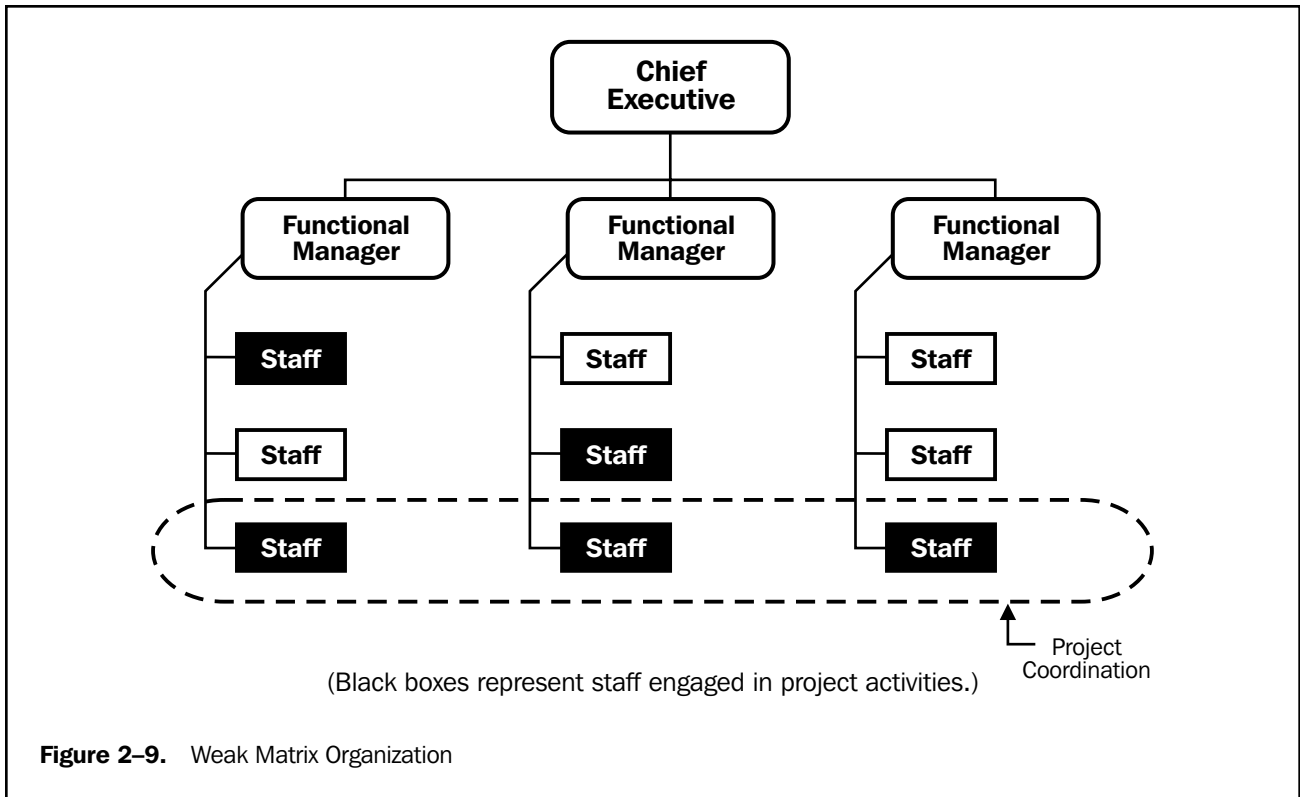 Chief
Executive
Functional
Manager
Functional
Manager
Functional
Manager
Staff
Staff
Staff
Staff
Staff
Staff
Staff
Staff
Staff
Project
Coordination
(Black boxes represent staff engaged in project activities.)
Figure 2–9. Weak Matrix Organization